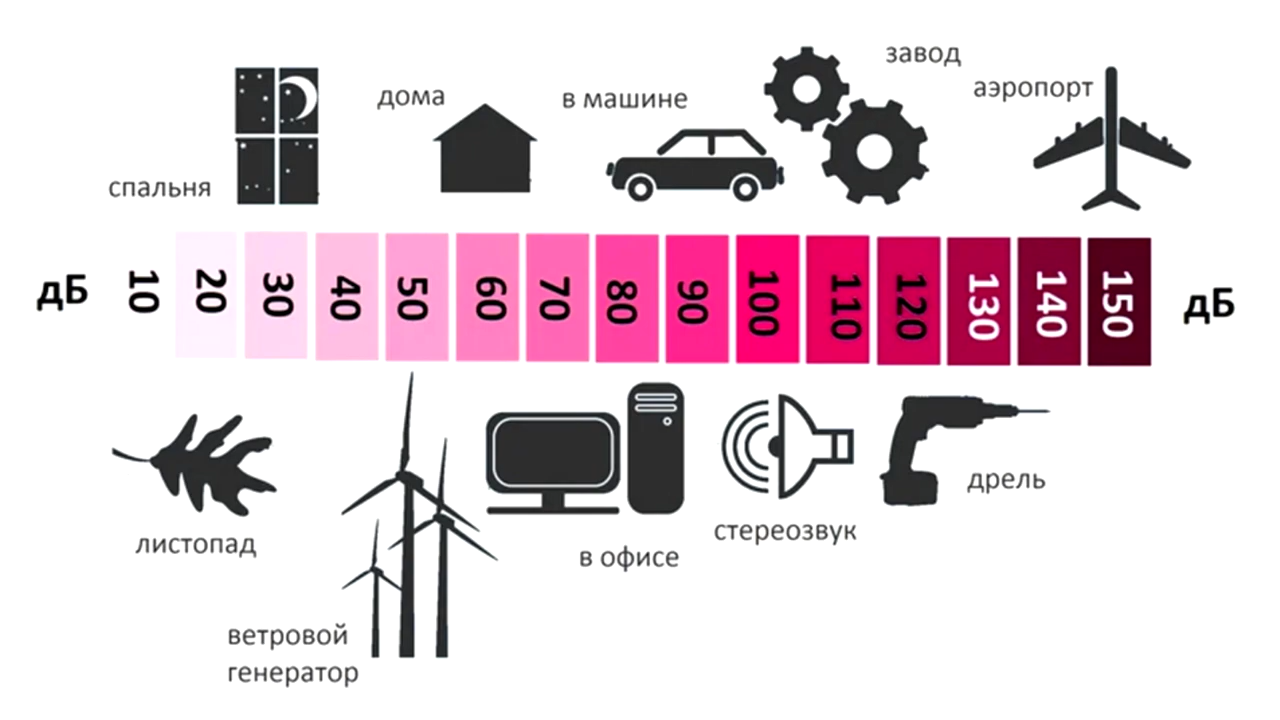 завод
аэропорт
дома
в машине
спальня
дБ 10 20 30 40 50 60 70 80 90 100 110 120 130 140 150 дБ
дрель
стереозвук
листопад
в офисе
ветровой
генератор